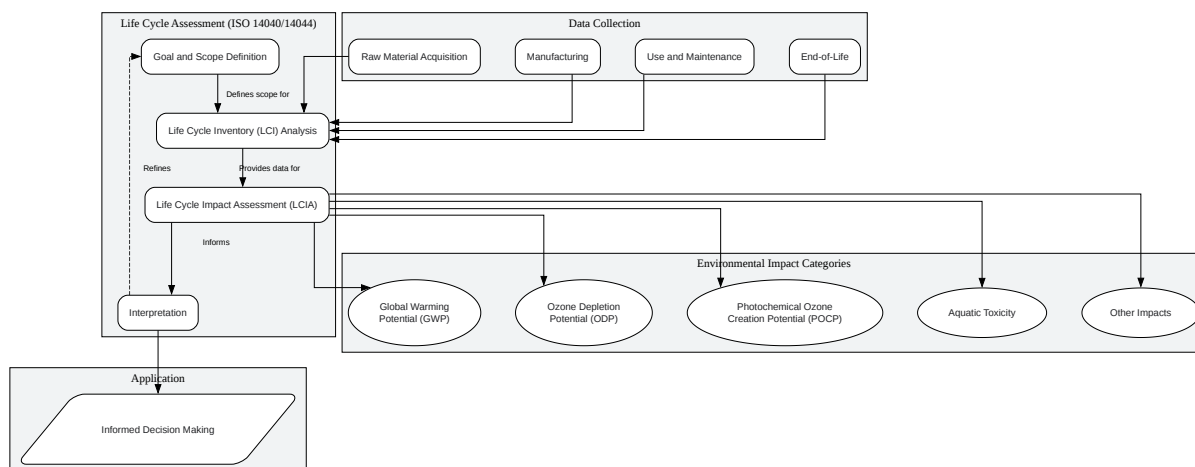 Life Cycle Assessment (ISO 14040/14044)
Data Collection
Goal and Scope Definition
Raw Material Acquisition
Manufacturing
Use and Maintenance
End-of-Life
Defines scope for
Life Cycle Inventory (LCI) Analysis
Refines
Provides data for
Life Cycle Impact Assessment (LCIA)
Informs
Environmental Impact Categories
Interpretation
Global Warming
Potential (GWP)
Ozone Depletion
Potential (ODP)
Photochemical Ozone
Creation Potential (POCP)
Aquatic Toxicity
Other Impacts
Application
Informed Decision Making